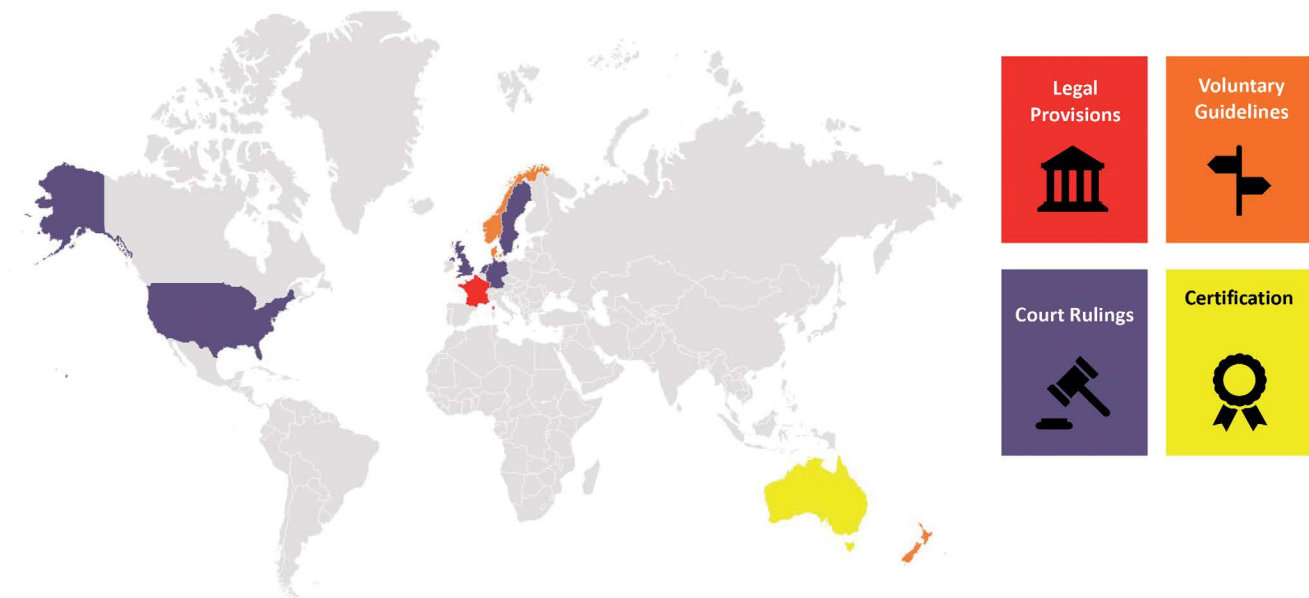 Legal
Provisions
Voluntary
Guidelines
Court Rulings
Certification